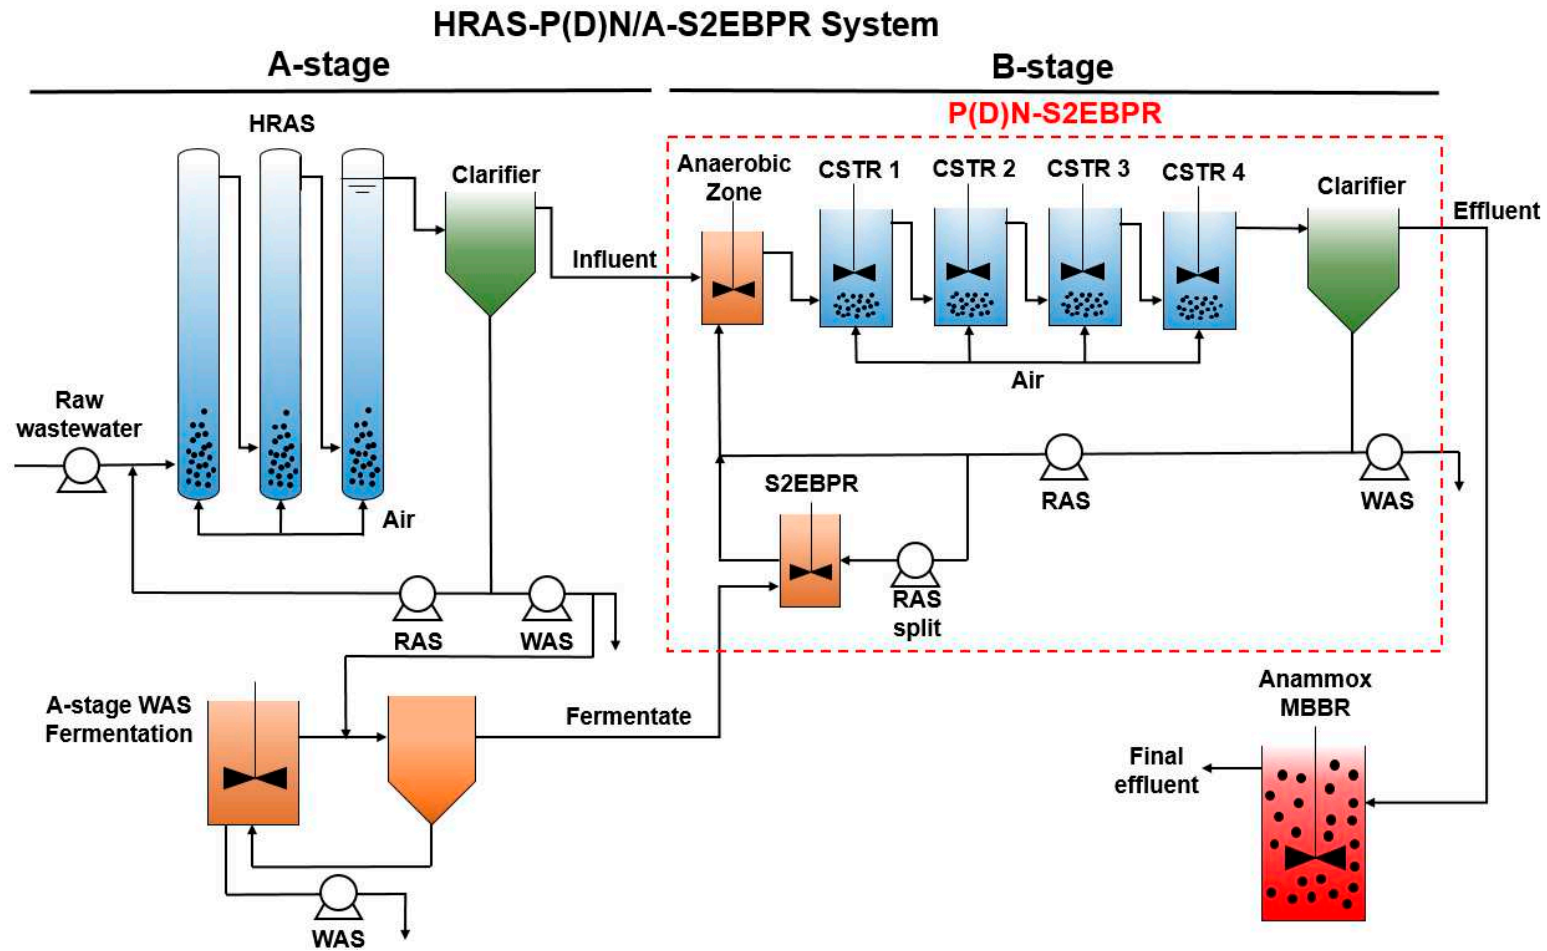 HRAS-P(D)N/A-S2EBPR System
A-stage
B-stage
HRAS
P(D)N-S2EBPR
Clarifier
Anaerobic
Zone
CSTR 1
CSTR 2
CSTR 3
CSTR 4
Clarifier
Effluent
Influent
Air
Raw
wastewater
Air
RAS
WAS
S2EBPR
RAS
split
RAS
WAS
A-stage WAS
Fermentation
Fermentate
Anammox
MBBR
Final
effluent
WAS